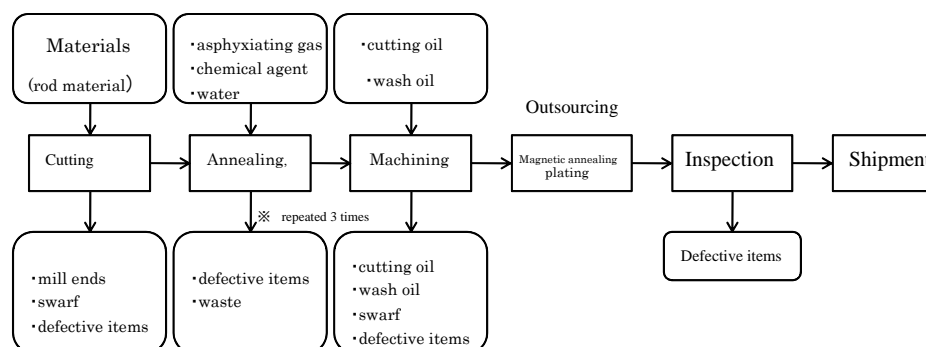 Materials
(rod material)
・asphyxiating gas
・chemical agent
・water
・cutting oil
・wash oil
Outsourcing
Cutting
Annealing,
Machining
Magnetic annealing
plating
Inspection
Shipment
※ repeated 3 times
・mill ends
・swarf
・defective items
・defective items
・waste
・cutting oil
・wash oil
・swarf
・defective items
Defective items